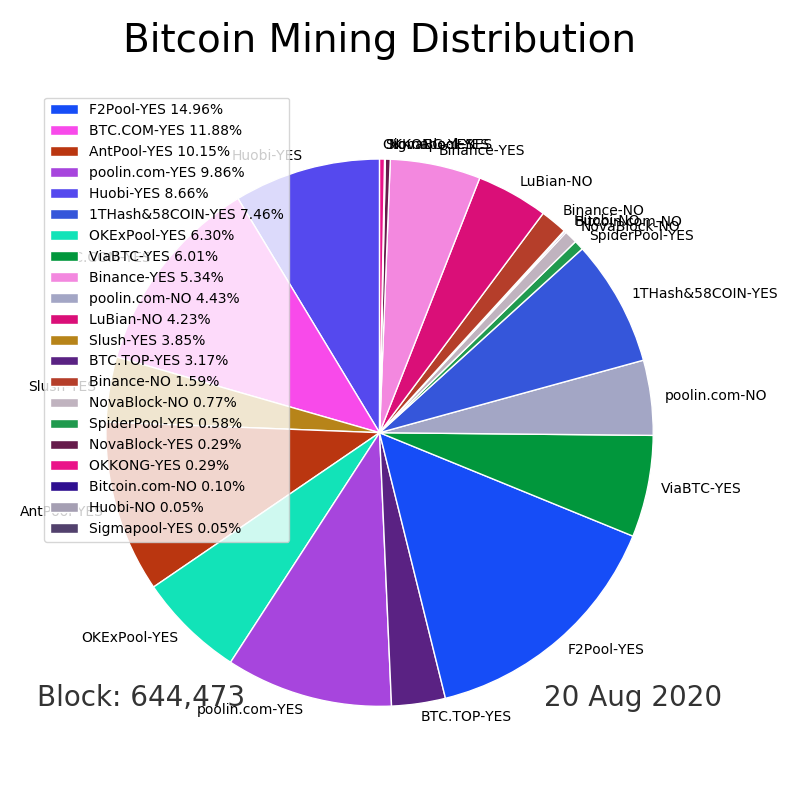 Bitcoin Mining Distribution
F2Pool-YES 14.96%
BTC.COM-YES 11.88%
AntPool-YES 10.15%
poolin.com-YES 9.86%
Huobi-YES 8.66%
1THash&58COIN-YES 7.46%
OKExPool-YES 6.30%
ViaBTC-YES 6.01%
Binance-YES 5.34%
poolin.com-NO 4.43%
LuBian-NO 4.23%
Slush-YES 3.85%
BTC.TOP-YES 3.17%
Binance-NO 1.59%
NovaBlock-NO 0.77%
SpiderPool-YES 0.58%
NovaBlock-YES 0.29%
OKKONG-YES 0.29%
Bitcoin.com-NO 0.10%
Huobi-NO 0.05%
Sigmapool-YES 0.05%
Huobi-YES
Slush-YES
AntPool-YES
OKExPool-YES
poolin.com-YES
BTC.TOP-YES
F2Pool-YES
ViaBTC-YES
poolin.com-NO
1THash&58COIN-YES
SpiderPool-YES
NovaBlock-NO
Binance-NO
LuBian-NO
Binance-YES
Block: 644,473
20 Aug 2020